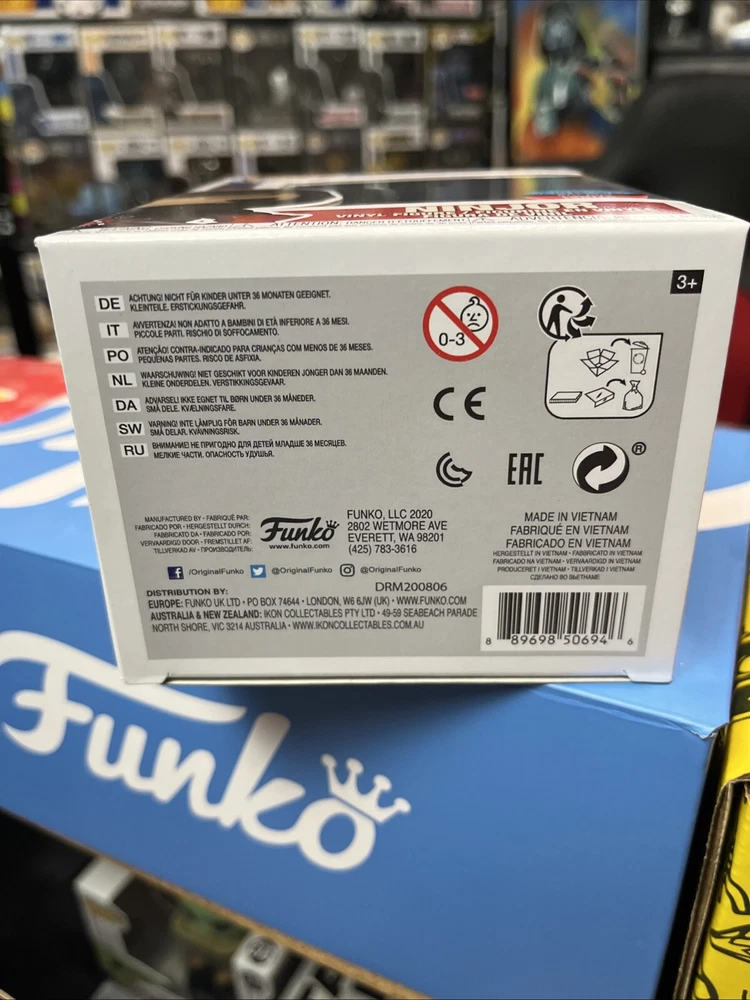 NINJOR
3+
DE ACHTUNG! NICHT FÜR KINDER UNTER 36 MONATEN GEEIGNET.
KLEINTEILE. ERSTICKUNGSGEFAHR.
IT AVVERTENZA! NON ADATTO A BAMBINI DI ETÀ INFERIORE A 36 MESI.
PICCOLE PARTI. RISCHIO DI SOFFOCAMENTO.
PO ATENÇÃO! CONTRA-INDICADO PARA CRIANÇAS COM MENOS DE 36 MESES.
PEQUENAS PARTES. RISCO DE ASFIXIA.
NL WAARSCHUWING! NIET GESCHIKT VOOR KINDEREN JONGER DAN 36 MAANDEN.
KLEINE ONDERDELEN. VERSTIKKINGSGEVAAR.
DA ADVARSEL! IKKE EGNET TIL BØRN UNDER 36 MÅNEDER.
SMÅ DELE. KVÆLNINGSFARE.
SW VARNING! INTE LÄMPLIG FÖR BARN UNDER 36 MÅNADER.
SMÅ DELAR. KVÄVNINGSRISK.
RU ВНИМАНИЕ! НЕ ПРИГОДНО ДЛЯ ДЕТЕЙ МЛАДШЕ 36 МЕСЯЦЕВ.
МЕЛКИЕ ЧАСТИ. ОПАСНОСТЬ УДУШЬЯ.
0-3
CE
EAC
®
MANUFACTURED BY • FABRIQUÉ PAR:
FABRICADO POR • HERGESTELLT DURCH:
FABBRICATO DA • FABRICADO POR:
VERVAARDIGD DOOR • FREMSTILLET AF:
TILLVERKAD AV • ПРОИЗВОДИТЕЛЬ:
Funko
www.funko.com
FUNKO, LLC 2020
2802 WETMORE AVE
EVERETT, WA 98201
(425) 783-3616
MADE IN VIETNAM
FABRIQUÉ EN VIETNAM
FABRICADO EN VIETNAM
HERGESTELLT IN VIETNAM • FABBRICATO IN VIETNAM
FABRICADO NA VIETNAM • VERVAARDIGD IN VIETNAM
PRODUCERET I VIETNAM • TILLVERKAD I VIETNAM
СДЕЛАНО ВО ВЬЕТНАМЕ
f /OriginalFunko @OriginalFunko @OriginalFunko
DRM200806
DISTRIBUTION BY:
EUROPE: FUNKO UK LTD • PO BOX 74644 • LONDON, W6 6JW (UK) • WWW.FUNKO.COM
AUSTRALIA & NEW ZEALAND: IKON COLLECTABLES PTY LTD • 49-59 SEABEACH PARADE
NORTH SHORE, VIC 3214 AUSTRALIA • WWW.IKONCOLLECTABLES.COM.AU
8 89698 50694 6
Funko